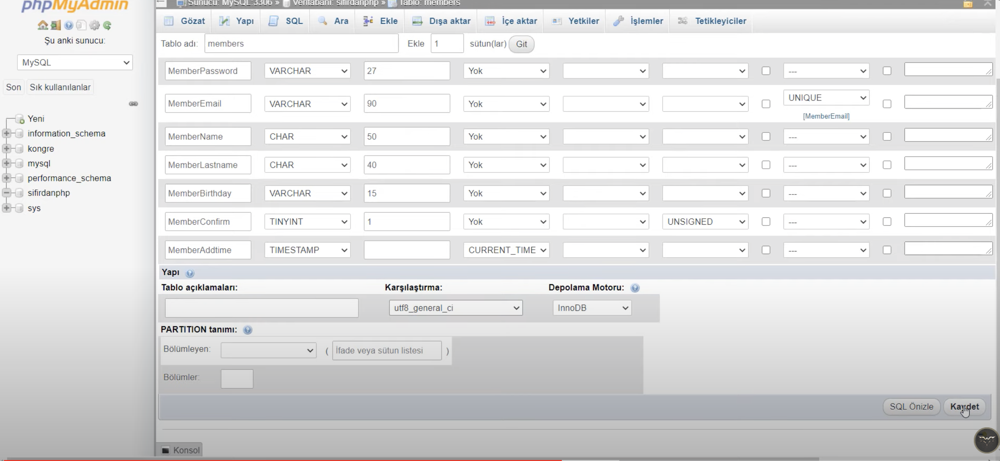 phpMyAdmin
Şu anki sunucu:
MySQL
Son Sık kullanılanlar
Yeni
information_schema
kongre
mysql
performance_schema
sifirdanphp
sys
Sunucu: MySQL:3306 » Veritabanı: sifirdanphp » Tablo: members
Gözat Yapı SQL Ara Ekle Dışa aktar İçe aktar Yetkiler İşlemler Tetikleyiciler
Tablo adı: members Ekle 1 sütun(lar) Git
MemberPassword VARCHAR 27 Yok ---
MemberEmail VARCHAR 90 Yok UNIQUE
[MemberEmail]
MemberName CHAR 50 Yok ---
MemberLastname CHAR 40 Yok ---
MemberBirthday VARCHAR 15 Yok ---
MemberConfirm TINYINT 1 Yok UNSIGNED ---
MemberAddtime TIMESTAMP CURRENT_TIME ---
Yapı
Tablo açıklamaları: Karşılaştırma: Depolama Motoru:
utf8_general_ci InnoDB
PARTITION tanımı:
Bölümleyen: ( İfade veya sütun listesi )
Bölümler:
SQL Önizle Kaydet
Konsol